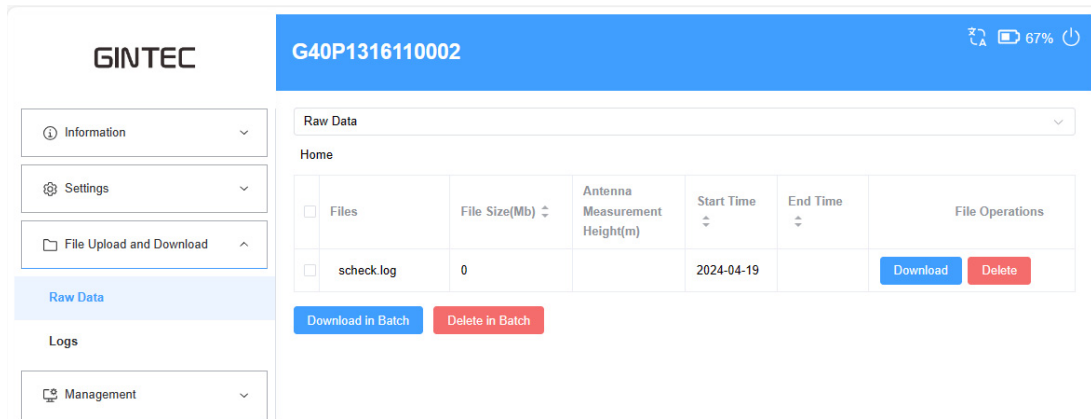 GINTEC
G40P1316110002
67%
Information
Settings
File Upload and Download
Raw Data
Logs
Management
Raw Data
Home
Files
File Size(Mb)
Antenna
Measurement
Height(m)
Start Time
End Time
File Operations
scheck.log
0
2024-04-19
Download
Delete
Download in Batch
Delete in Batch